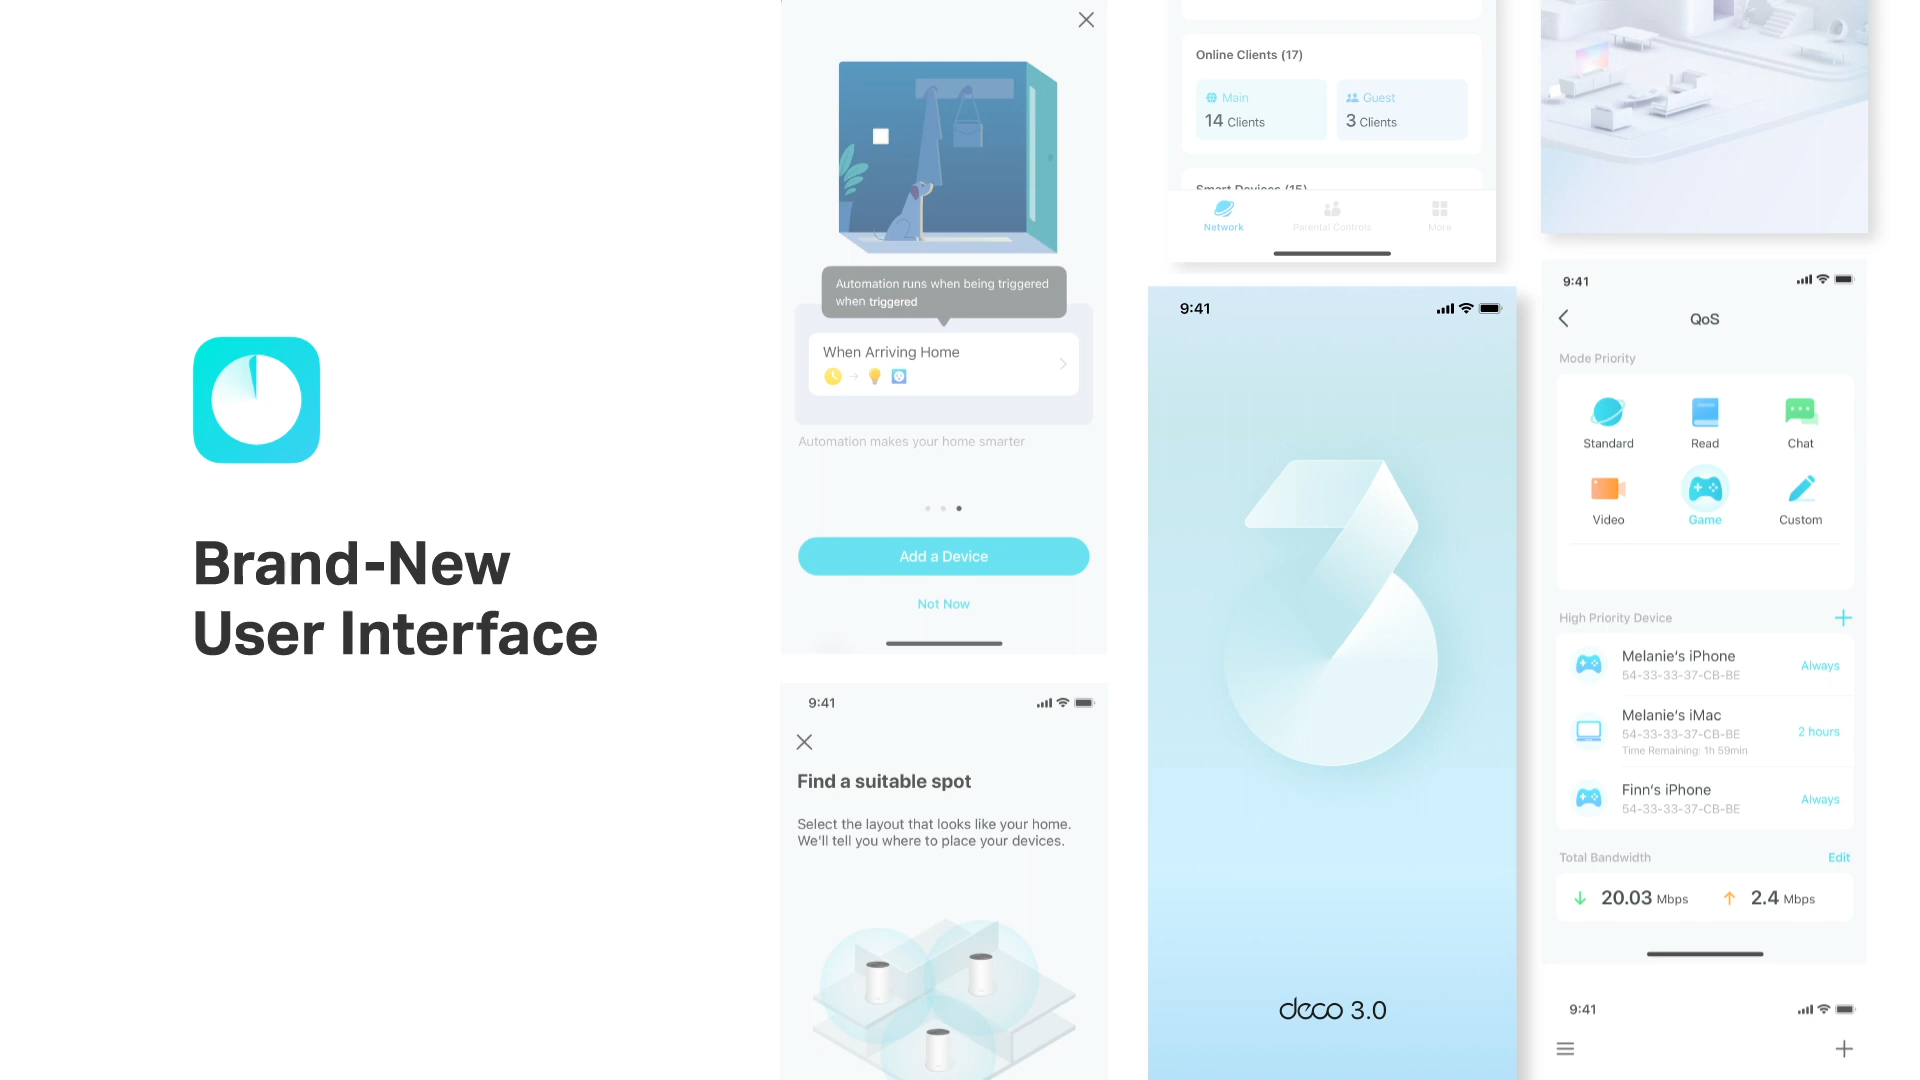 Brand-New
User Interface
Automation runs when being triggered
when triggered
When Arriving Home
Automation makes your home smarter
Add a Device
Not Now
9:41
Find a suitable spot
Select the layout that looks like your home.
We'll tell you where to place your devices.
Online Clients (17)
Main
14 Clients
Guest
3 Clients
Smart Devices (15)
Network
Parental Controls
More
9:41
deco 3.0
9:41
QoS
Mode Priority
Standard
Read
Chat
Video
Game
Custom
High Priority Device
Melanie's iPhone
54-33-33-37-CB-BE
Always
Melanie's iMac
54-33-33-37-CB-BE
Time Remaining: 1h 59min
2 hours
Finn's iPhone
54-33-33-37-CB-BE
Always
Total Bandwidth
Edit
20.03 Mbps
2.4 Mbps
9:41